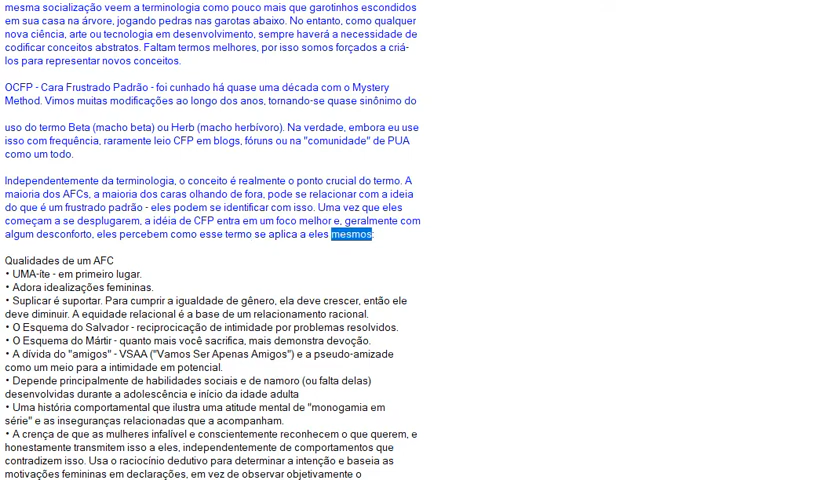 mesma socialização veem a terminologia como pouco mais que garotinhos escondidos
em sua casa na árvore, jogando pedras nas garotas abaixo. No entanto, como qualquer
nova ciência, arte ou tecnologia em desenvolvimento, sempre haverá a necessidade de
codificar conceitos abstratos. Faltam termos melhores, por isso somos forçados a criá-
los para representar novos conceitos.
OCFP - Cara Frustrado Padrão - foi cunhado há quase uma década com o Mystery
Method. Vimos muitas modificações ao longo dos anos, tornando-se quase sinônimo do
uso do termo Beta (macho beta) ou Herb (macho herbívoro). Na verdade, embora eu use
isso com frequência, raramente leio CFP em blogs, fóruns ou na "comunidade" de PUA
como um todo.
Independentemente da terminologia, o conceito é realmente o ponto crucial do termo. A
maioria dos AFCs, a maioria dos caras olhando de fora, pode se relacionar com a ideia
do que é um frustrado padrão - eles podem se identificar com isso. Uma vez que eles
começam a se desplugarem, a idéia de CFP entra em um foco melhor e, geralmente com
algum desconforto, eles percebem como esse termo se aplica a eles mesmos.
Qualidades de um AFC
• UMA-íte - em primeiro lugar.
• Adora idealizações femininas.
• Suplicar é suportar. Para cumprir a igualdade de gênero, ela deve crescer, então ele
deve diminuir. A equidade relacional é a base de um relacionamento racional.
• O Esquema do Salvador - reciprocicação de intimidade por problemas resolvidos.
• O Esquema do Mártir - quanto mais você sacrifica, mais demonstra devoção.
• A dívida do "amigos" - VSAA ("Vamos Ser Apenas Amigos") e a pseudo-amizade
como um meio para a intimidade em potencial.
• Depende principalmente de habilidades sociais e de namoro (ou falta delas)
desenvolvidas durante a adolescência e início da idade adulta
• Uma história comportamental que ilustra uma atitude mental de "monogamia em
série" e as inseguranças relacionadas que a acompanham.
• A crença de que as mulheres infalível e conscientemente reconhecem o que querem, e
honestamente transmitem isso a eles, independentemente de comportamentos que
contradizem isso. Usa o raciocínio dedutivo para determinar a intenção e baseia as
motivações femininas em declarações, em vez de observar objetivamente o